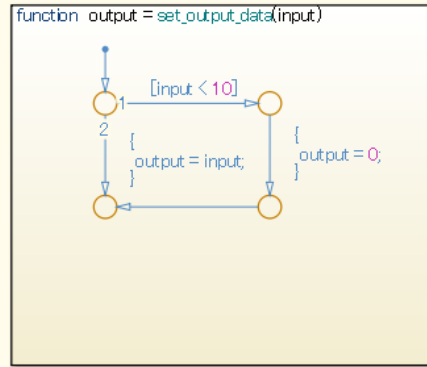 function output = set_output_data(input)
1
[input < 10]
2
{
output = input;
}
{
output = 0;
}